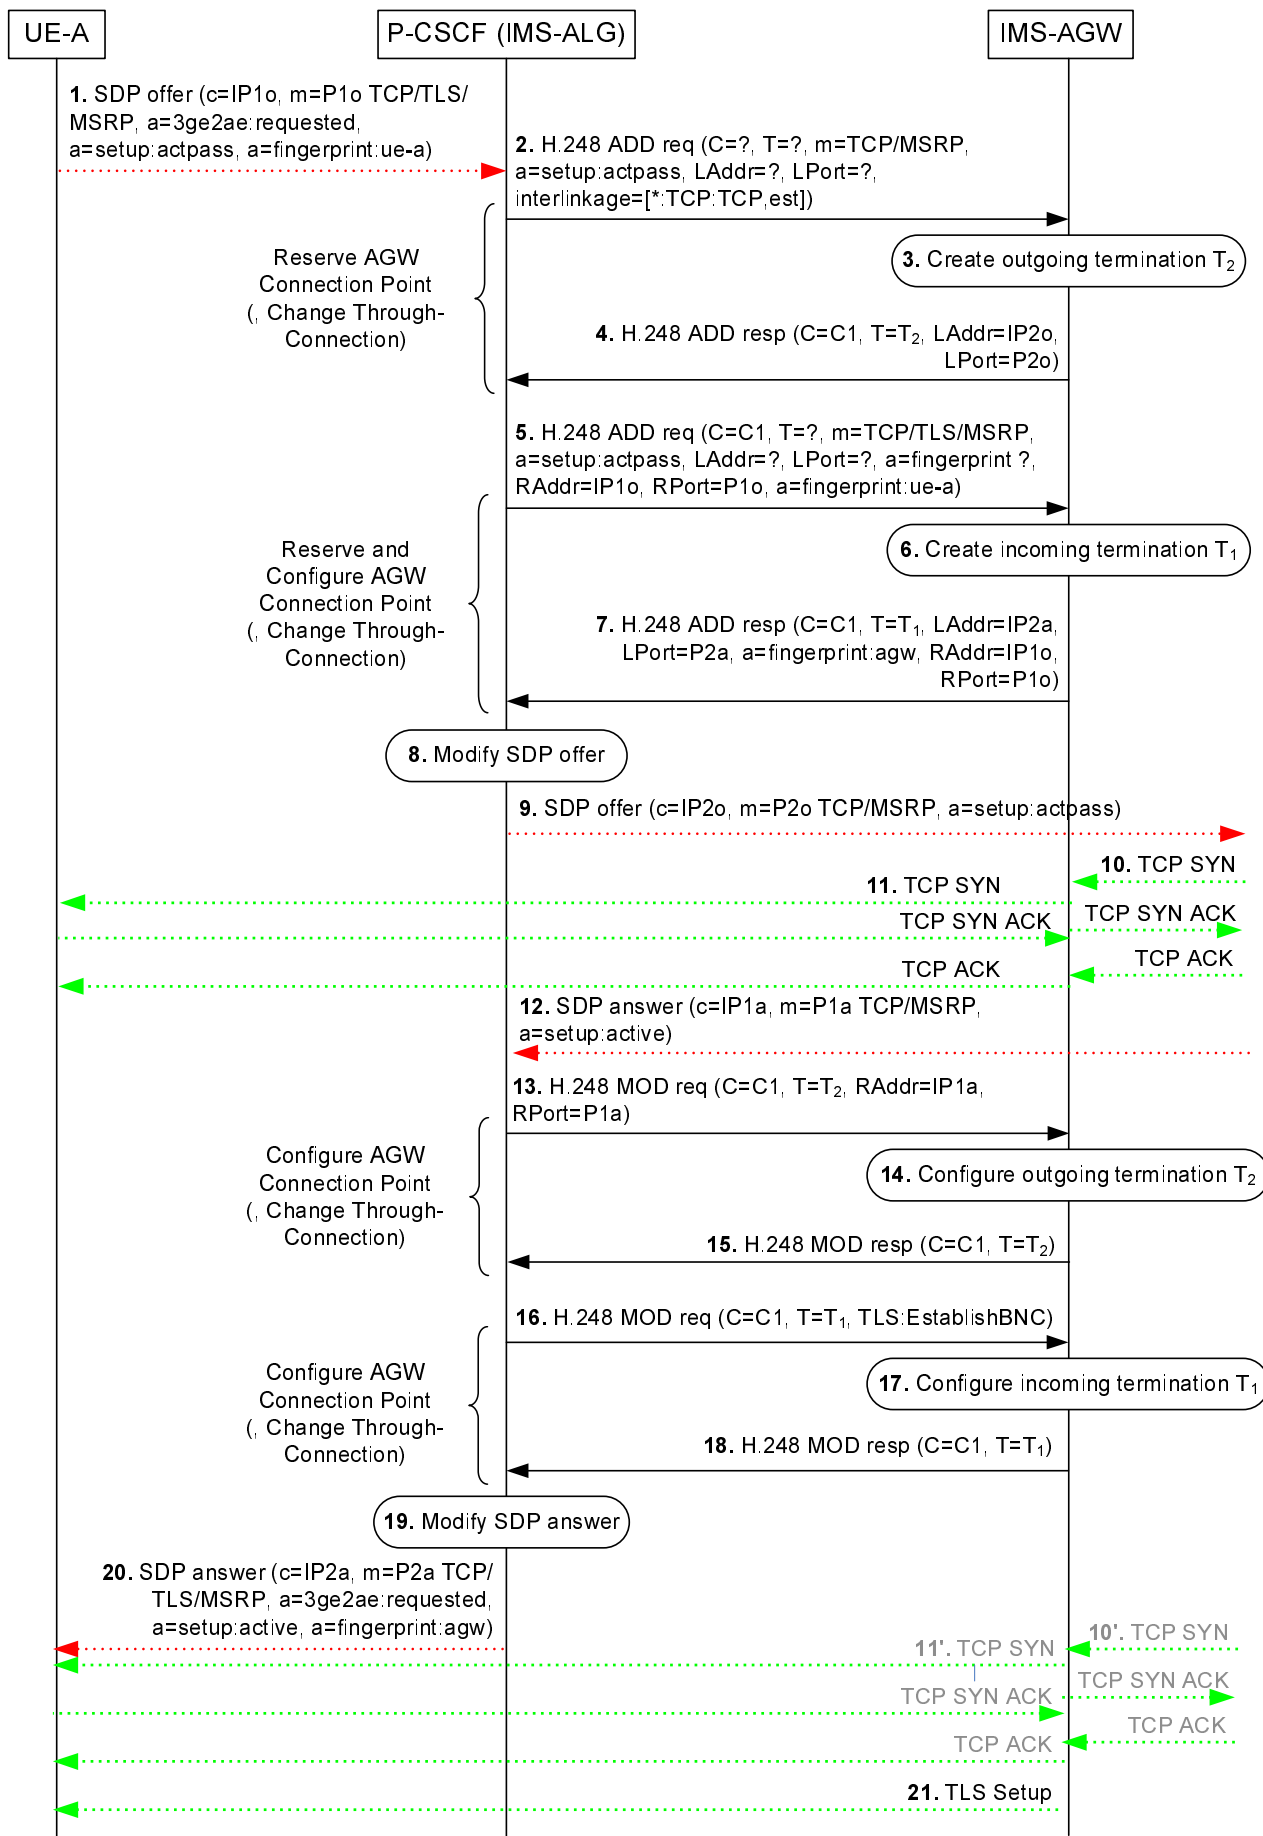 UE-A
P-CSCF (IMS-ALG)
IMS-AGW
1. SDP offer (c=IP1o, m=P1o TCP/TLS/
MSRP, a=3ge2ae:requested,
a=setup:actpass, a=fingerprint:ue-a)
2. H.248 ADD req (C=?, T=?, m=TCP/MSRP,
a=setup:actpass, LAddr=?, LPort=?,
interlinkage=[*:TCP:TCP,est])
Reserve AGW
Connection Point
(, Change Through-
Connection)
3. Create outgoing termination T2
4. H.248 ADD resp (C=C1, T=T2, LAddr=IP2o,
LPort=P2o)
5. H.248 ADD req (C=C1, T=?, m=TCP/TLS/MSRP,
a=setup:actpass, LAddr=?, LPort=?, a=fingerprint ?,
RAddr=IP1o, RPort=P1o, a=fingerprint:ue-a)
Reserve and
Configure AGW
Connection Point
(, Change Through-
Connection)
6. Create incoming termination T1
7. H.248 ADD resp (C=C1, T=T1, LAddr=IP2a,
LPort=P2a, a=fingerprint:agw, RAddr=IP1o,
RPort=P1o)
8. Modify SDP offer
9. SDP offer (c=IP2o, m=P2o TCP/MSRP, a=setup:actpass)
10. TCP SYN
11. TCP SYN
TCP SYN ACK
TCP SYN ACK
TCP ACK
TCP ACK
12. SDP answer (c=IP1a, m=P1a TCP/MSRP,
a=setup:active)
13. H.248 MOD req (C=C1, T=T2, RAddr=IP1a,
RPort=P1a)
Configure AGW
Connection Point
(, Change Through-
Connection)
14. Configure outgoing termination T2
15. H.248 MOD resp (C=C1, T=T2)
16. H.248 MOD req (C=C1, T=T1, TLS:EstablishBNC)
Configure AGW
Connection Point
(, Change Through-
Connection)
17. Configure incoming termination T1
18. H.248 MOD resp (C=C1, T=T1)
19. Modify SDP answer
20. SDP answer (c=IP2a, m=P2a TCP/
TLS/MSRP, a=3ge2ae:requested,
a=setup:active, a=fingerprint:agw)
10'. TCP SYN
11'. TCP SYN
TCP SYN ACK
TCP SYN ACK
TCP ACK
TCP ACK
21. TLS Setup